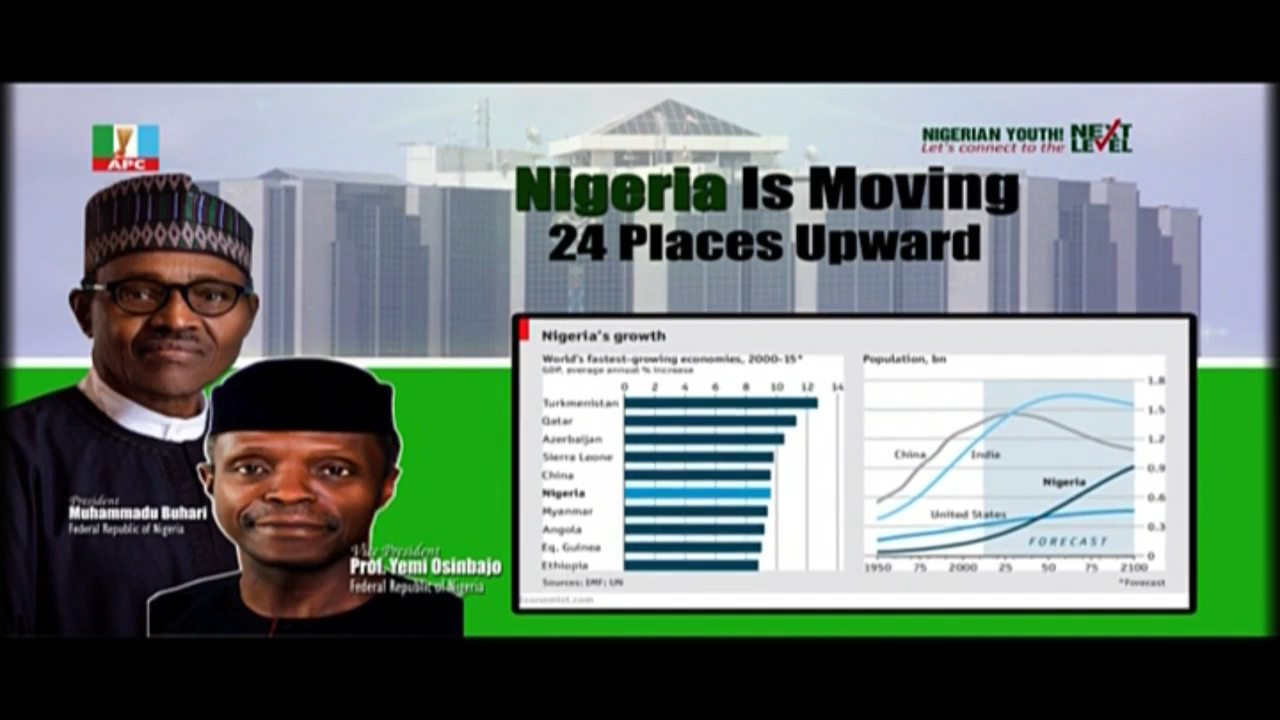 APC
NIGERIAN YOUTH!
Let's connect to the
NEXT
LEVEL
Nigeria Is Moving
24 Places Upward
President
Muhammadu Buhari
Federal Republic of Nigeria
Vice President
Prof. Yemi Osinbajo
Federal Republic of Nigeria
Nigeria's growth
World's fastest-growing economies, 2000-15*
GDP, average annual % increase
0 2 4 6 8 10 12 14
Turkmenistan
Qatar
Azerbaijan
Sierra Leone
China
Nigeria
Myanmar
Angola
Eq. Guinea
Ethiopia
Sources: IMF; UN
Economist.com
Population, bn
1.8
1.5
1.2
0.9
0.6
0.3
0
China
India
Nigeria
United States
FORECAST
1950 75 2000 25 50 75 2100
*Forecast